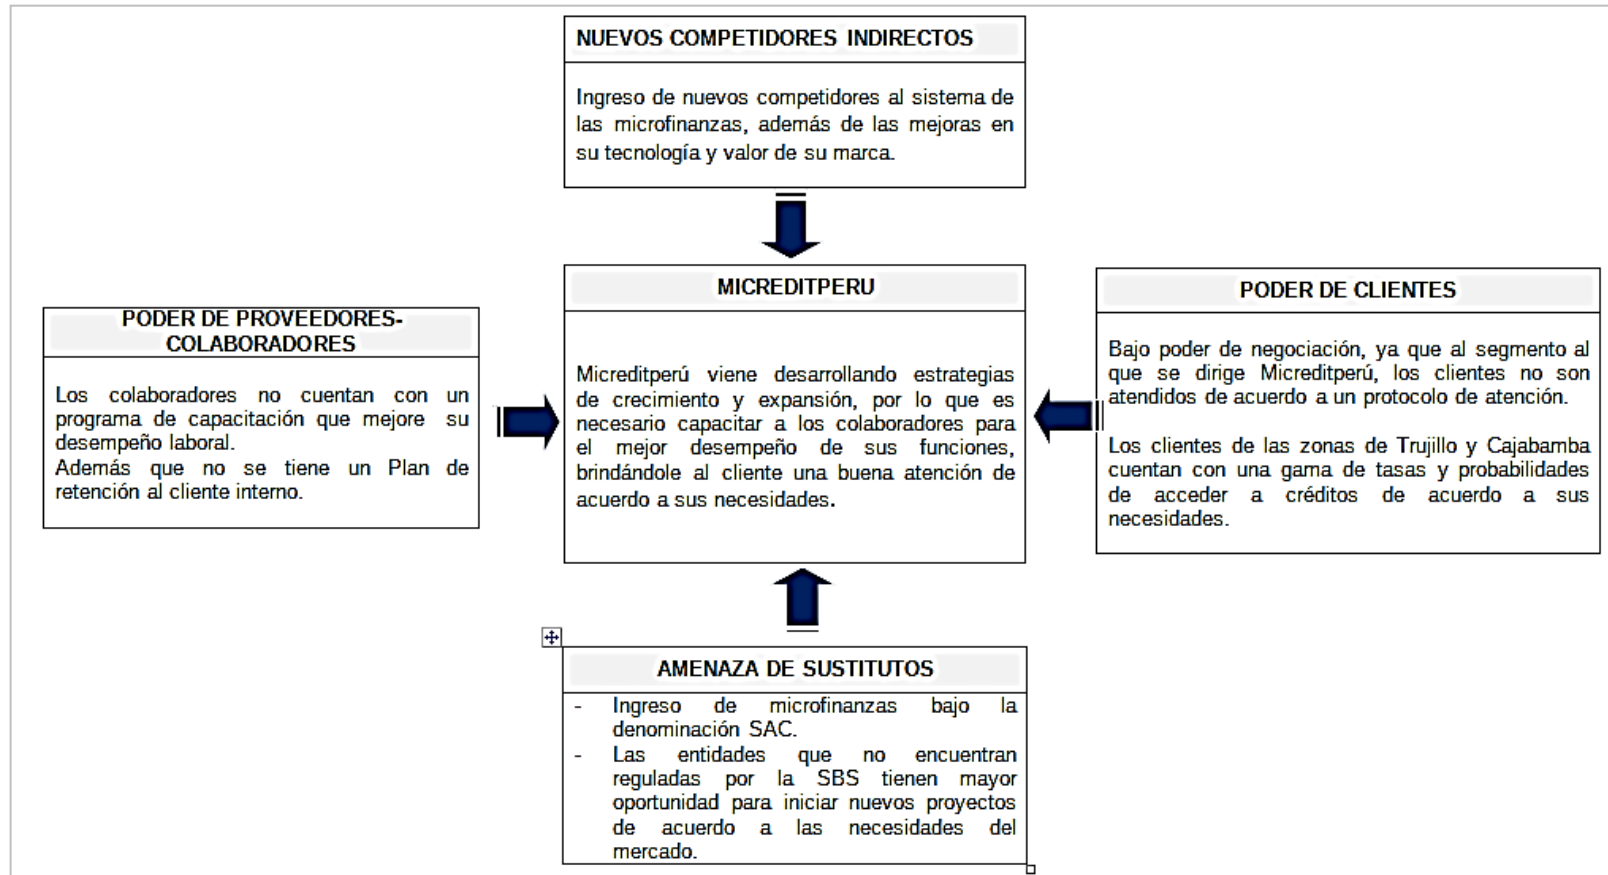 NUEVOS COMPETIDORES INDIRECTOS
Ingreso de nuevos competidores al sistema de
las microfinanzas, además de las mejoras en
su tecnología y valor de su marca.
PODER DE PROVEEDORES-
COLABORADORES
Los colaboradores no cuentan con un
programa de capacitación que mejore su
desempeño laboral.
Además que no se tiene un Plan de
retención al cliente interno.
MICREDITPERU
Micreditperú viene desarrollando estrategias
de crecimiento y expansión, por lo que es
necesario capacitar a los colaboradores para
el mejor desempeño de sus funciones,
brindándole al cliente una buena atención de
acuerdo a sus necesidades.
PODER DE CLIENTES
Bajo poder de negociación, ya que al segmento al
que se dirige Micreditperú, los clientes no son
atendidos de acuerdo a un protocolo de atención.
Los clientes de las zonas de Trujillo y Cajabamba
cuentan con una gama de tasas y probabilidades
de acceder a créditos de acuerdo a sus
necesidades.
AMENAZA DE SUSTITUTOS
- Ingreso de microfinanzas bajo la
denominación SAC.
- Las entidades que no encuentran
reguladas por la SBS tienen mayor
oportunidad para iniciar nuevos proyectos
de acuerdo a las necesidades del
mercado.